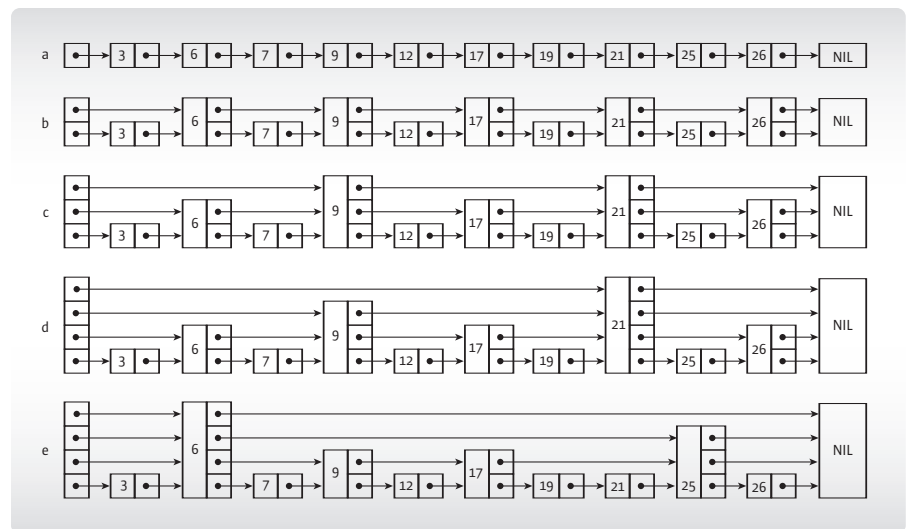 a 3 6 7 9 12 17 19 21 25 26 NIL
b 3 6 7 9 12 17 19 21 25 26 NIL
c 3 6 7 9 12 17 19 21 25 26 NIL
d 3 6 7 9 12 17 19 21 25 26 NIL
e 3 6 7 9 12 17 19 21 25 26 NIL